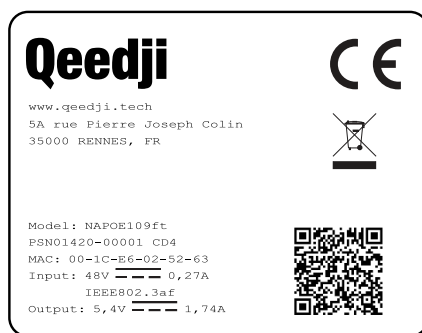 Qeedji
CE
www.qeedji.tech
5A rue Pierre Joseph Colin
35000 RENNES, FR
Model: NAPOE109ft
PSN01420-00001 CD4
MAC: 00-1C-E6-02-52-63
Input: 48V ⎓ 0,27A
IEEE802.3af
Output: 5,4V ⎓ 1,74A